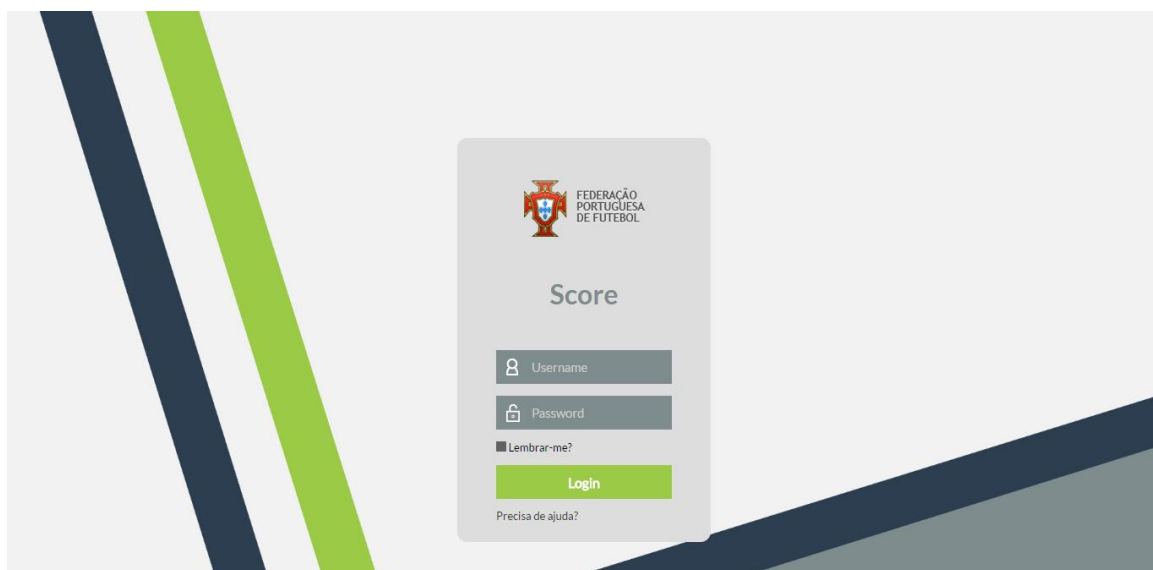 FEDERAÇÃO
PORTUGUESA
DE FUTEBOL
Score
Username
Password
Lembrar-me?
Login
Precisa de ajuda?